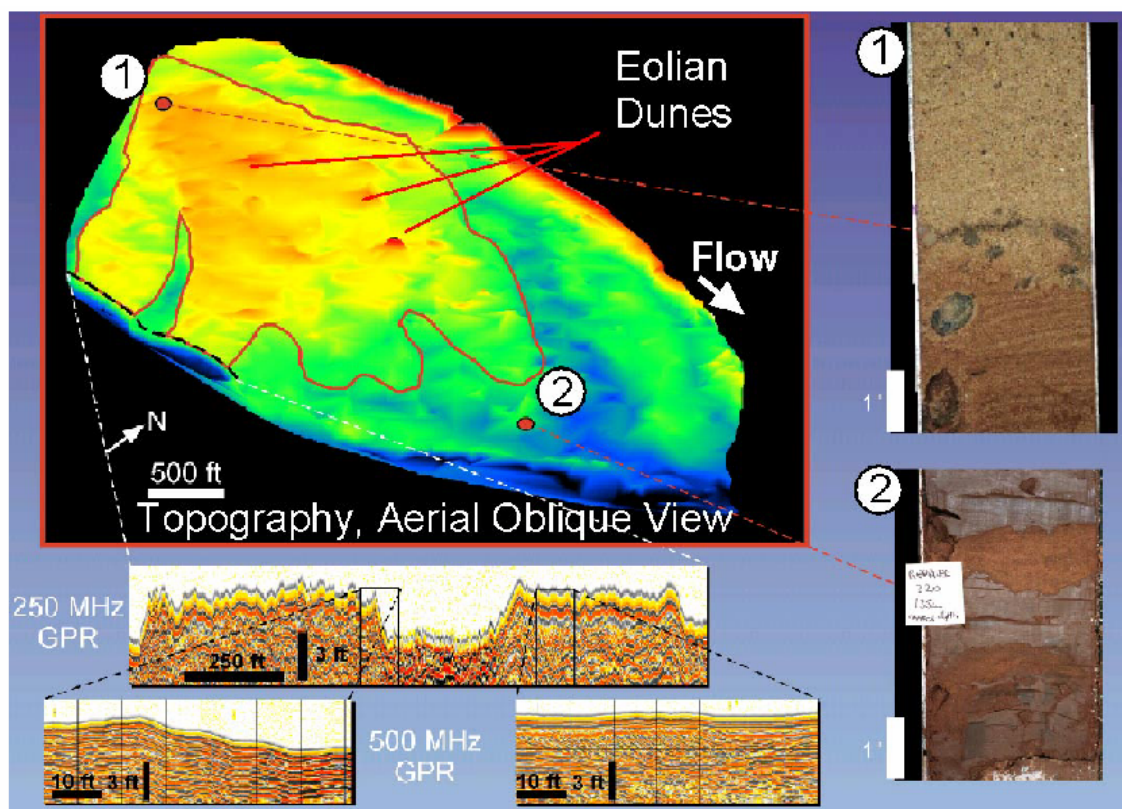 1
Eolian
Dunes
Flow
2
N
500 ft
Topography, Aerial Oblique View
250 MHz
GPR
250 ft
3 ft
10 ft 3 ft
500 MHz
GPR
10 ft 3 ft
1
1'
2
220
1'